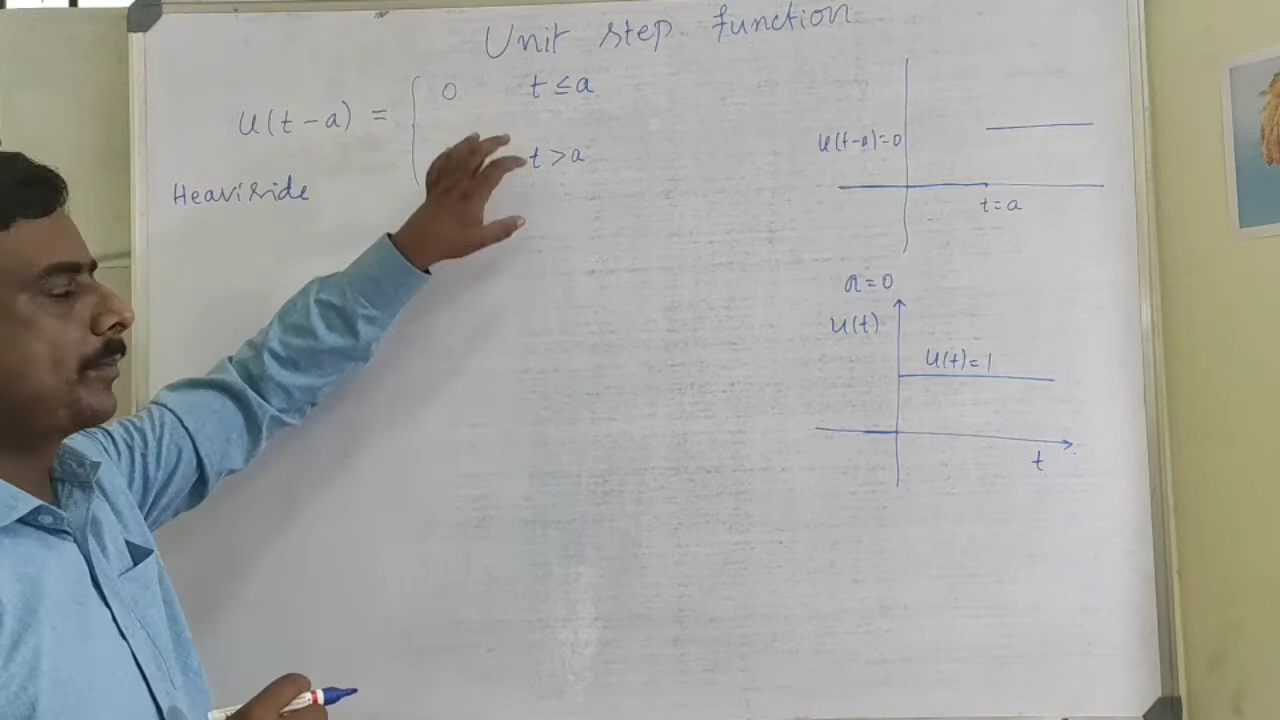 Unit step function
u(t-a) = { 0 t ≤ a
t > a
Heaviside
u(t-a)=0
t=a
a=0
u(t)
u(t)=1
t